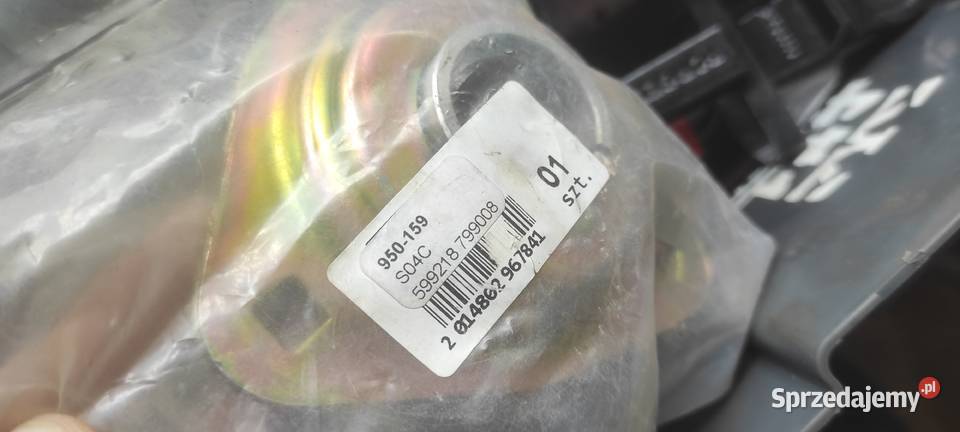 950-159
S04C
599218 799008
2 014862 967841
01
szt.
Sprzedajemy.pl